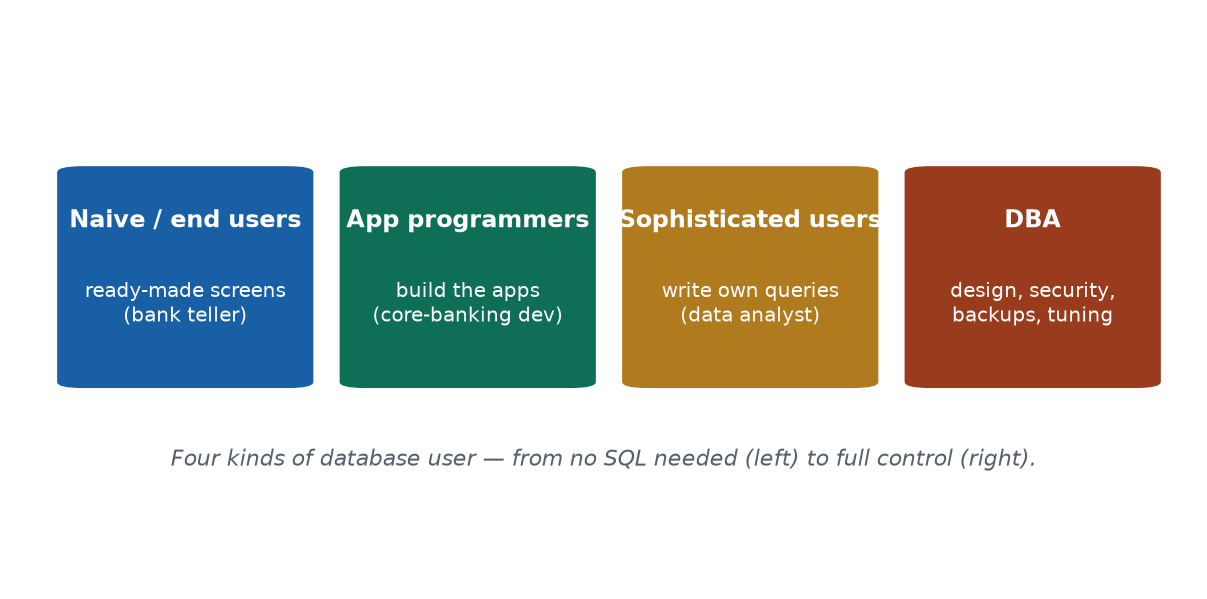 Naive / end users
ready-made screens
(bank teller)
App programmers
build the apps
(core-banking dev)
Sophisticated users
write own queries
(data analyst)
DBA
design, security,
backups, tuning
Four kinds of database user — from no SQL needed (left) to full control (right).